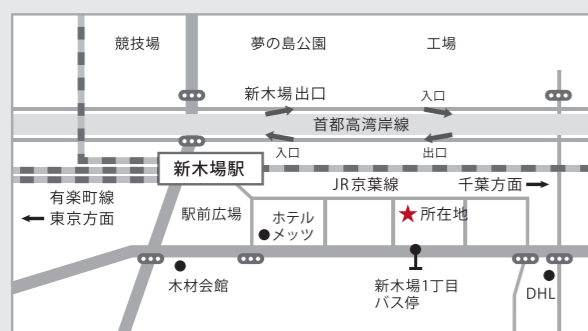 競技場
夢の島公園
工場
新木場出口
入口
首都高湾岸線
入口
出口
新木場駅
JR京葉線
千葉方面
有楽町線
東京方面
駅前広場
ホテル
メッツ
所在地
木材会館
新木場1丁目
バス停
DHL